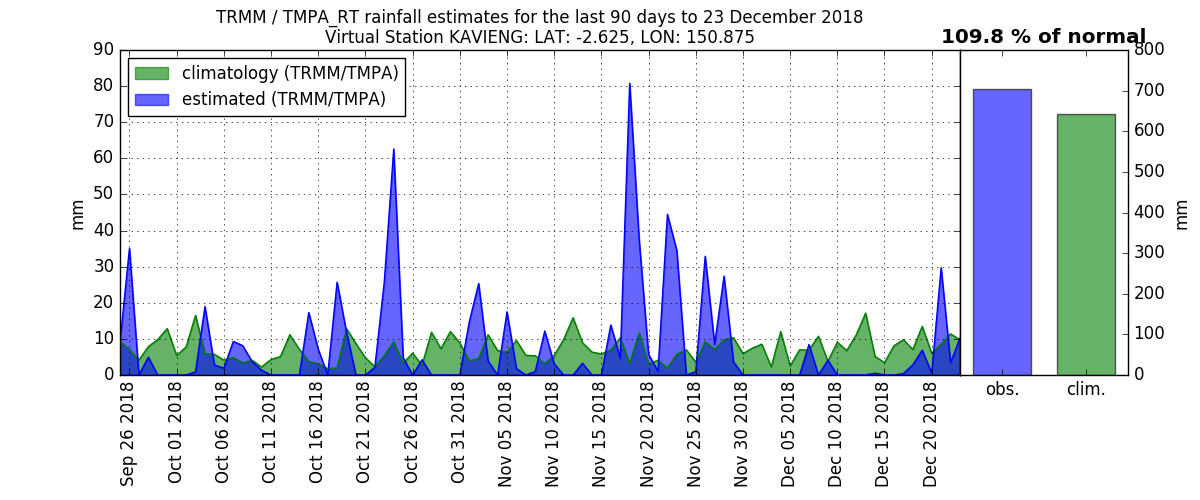 TRMM / TMPA_RT rainfall estimates for the last 90 days to 23 December 2018
Virtual Station KAVIENG: LAT: -2.625, LON: 150.875
109.8 % of normal
climatology (TRMM/TMPA)
estimated (TRMM/TMPA)
90
80
70
60
50
40
30
20
10
0
mm
Sep 26 2018
Oct 01 2018
Oct 06 2018
Oct 11 2018
Oct 16 2018
Oct 21 2018
Oct 26 2018
Oct 31 2018
Nov 05 2018
Nov 10 2018
Nov 15 2018
Nov 20 2018
Nov 25 2018
Nov 30 2018
Dec 05 2018
Dec 10 2018
Dec 15 2018
Dec 20 2018
obs.
clim.
800
700
600
500
400
300
200
100
0
mm